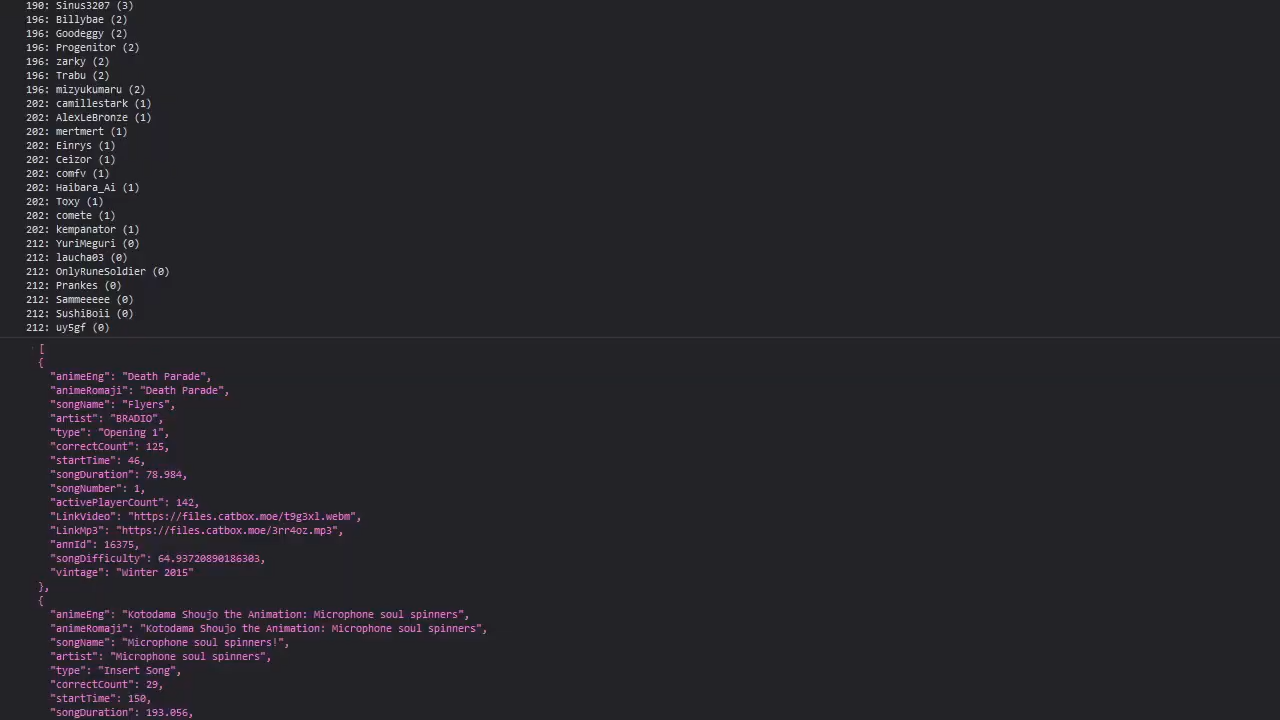 190: Sinus3207 (3)
196: Billybae (2)
196: Goodeggy (2)
196: Progenitor (2)
196: zarky (2)
196: Trabu (2)
196: mizyukumaru (2)
202: camillestark (1)
202: AlexLeBronze (1)
202: mertmert (1)
202: Einrys (1)
202: Ceizor (1)
202: comfv (1)
202: Haibara_Ai (1)
202: Toxy (1)
202: comete (1)
202: kempanator (1)
212: YuriMeguri (0)
212: laucha03 (0)
212: OnlyRuneSoldier (0)
212: Prankes (0)
212: Sammeeeee (0)
212: SushiBoii (0)
212: uy5gf (0)
[
{
"animeEng": "Death Parade",
"animeRomaji": "Death Parade",
"songName": "Flyers",
"artist": "BRADIO",
"type": "Opening 1",
"correctCount": 125,
"startTime": 46,
"songDuration": 78.984,
"songNumber": 1,
"activePlayerCount": 142,
"LinkVideo": "https://files.catbox.moe/t9g3xl.webm",
"LinkMp3": "https://files.catbox.moe/3rr4oz.mp3",
"annId": 16375,
"songDifficulty": 64.93720890186303,
"vintage": "Winter 2015"
},
{
"animeEng": "Kotodama Shoujo the Animation: Microphone soul spinners",
"animeRomaji": "Kotodama Shoujo the Animation: Microphone soul spinners",
"songName": "Microphone soul spinners!",
"artist": "Microphone soul spinners",
"type": "Insert Song",
"correctCount": 29,
"startTime": 150,
"songDuration": 193.056,